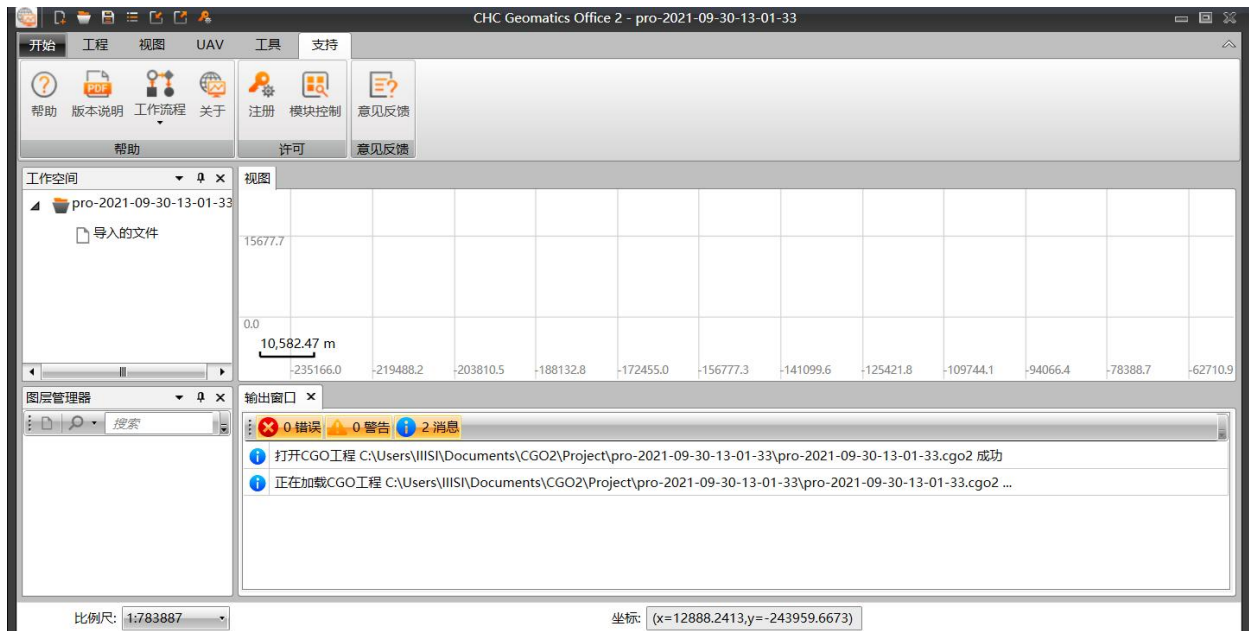 CHC Geomatics Office 2 - pro-2021-09-30-13-01-33
开始 工程 视图 UAV 工具 支持
帮助 版本说明 工作流程 关于 注册 模块控制 意见反馈
PDF
帮助 许可 意见反馈
工作空间
pro-2021-09-30-13-01-33
导入的文件
视图
15677.7
0.0
10,582.47 m
-235166.0 -219488.2 -203810.5 -188132.8 -172455.0 -156777.3 -141099.6 -125421.8 -109744.1 -94066.4 -78388.7 -62710.9
图层管理器
搜索
输出窗口
0 错误 0 警告 2 消息
打开CGO工程 C:\Users\IIISI\Documents\CGO2\Project\pro-2021-09-30-13-01-33\pro-2021-09-30-13-01-33.cgo2 成功
正在加载CGO工程 C:\Users\IIISI\Documents\CGO2\Project\pro-2021-09-30-13-01-33\pro-2021-09-30-13-01-33.cgo2 ...
比例尺: 1:783887
坐标: (x=12888.2413,y=-243959.6673)